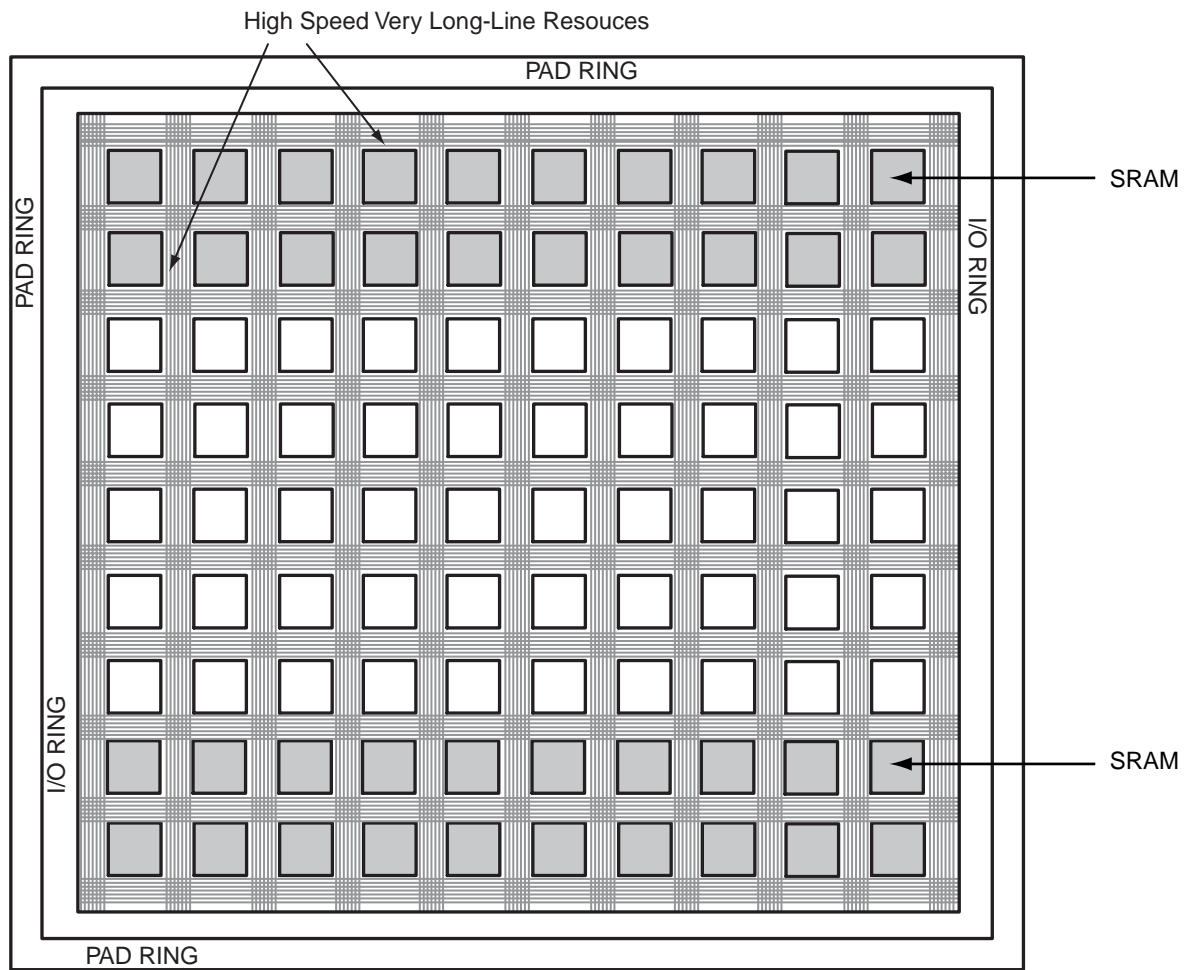 High Speed Very Long-Line Resouces
PAD RING
SRAM
PAD RING
I/O RING
I/O RING
SRAM
PAD RING